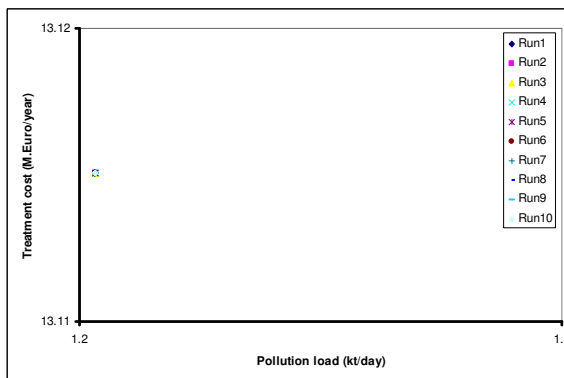 13.12
Treatment cost (M.Euro/year)
13.11
1.2
1.
Pollution load (kt/day)
Run1
Run2
Run3
Run4
Run5
Run6
Run7
Run8
Run9
Run10